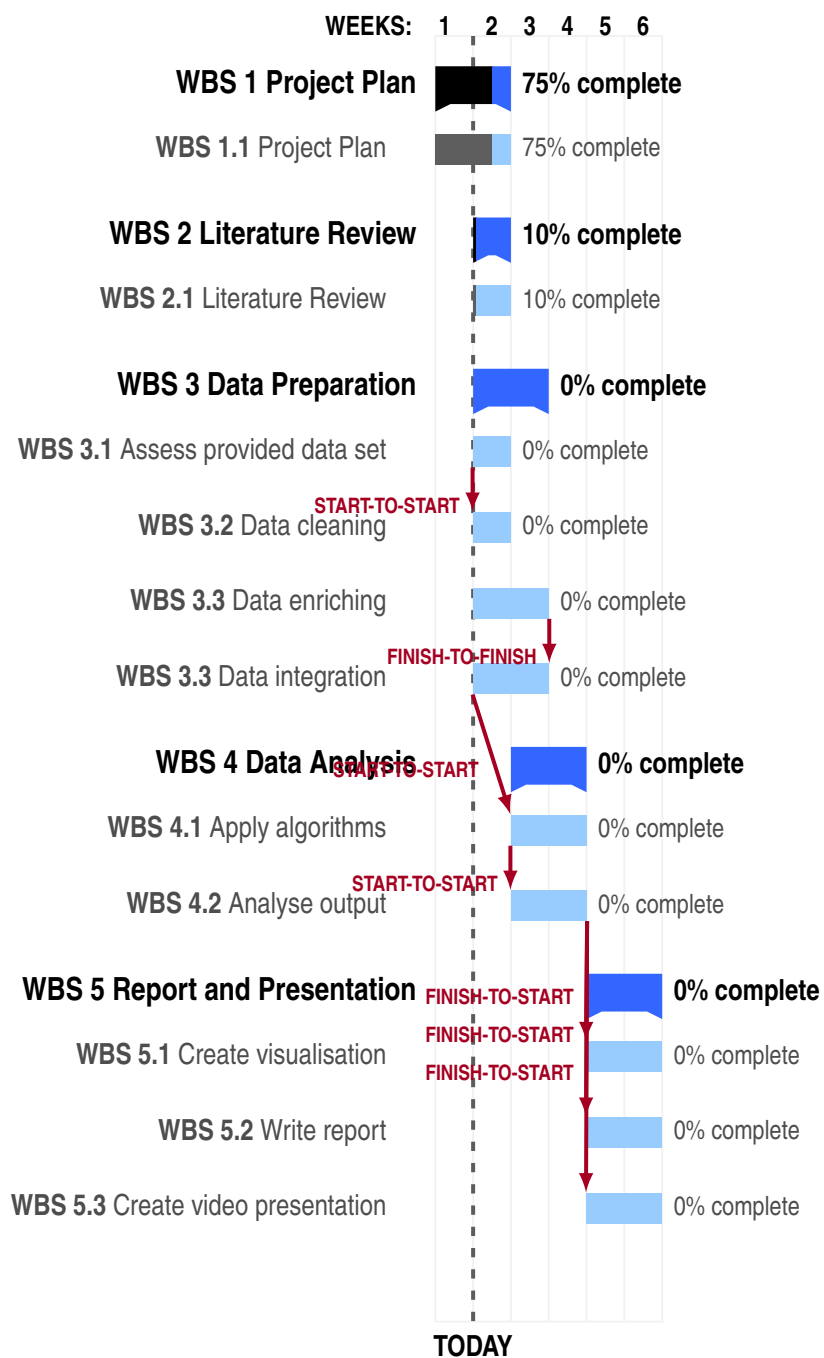 WEEKS: 1 2 3 4 5 6
WBS 1 Project Plan 75% complete
WBS 1.1 Project Plan 75% complete
WBS 2 Literature Review 10% complete
WBS 2.1 Literature Review 10% complete
WBS 3 Data Preparation 0% complete
WBS 3.1 Assess provided data set 0% complete
START-TO-START
WBS 3.2 Data cleaning 0% complete
WBS 3.3 Data enriching 0% complete
FINISH-TO-FINISH
WBS 3.3 Data integration 0% complete
WBS 4 Data Analysis 0% complete
START-TO-START
WBS 4.1 Apply algorithms 0% complete
START-TO-START
WBS 4.2 Analyse output 0% complete
WBS 5 Report and Presentation 0% complete
FINISH-TO-START
FINISH-TO-START
WBS 5.1 Create visualisation 0% complete
FINISH-TO-START
WBS 5.2 Write report 0% complete
WBS 5.3 Create video presentation 0% complete
TODAY